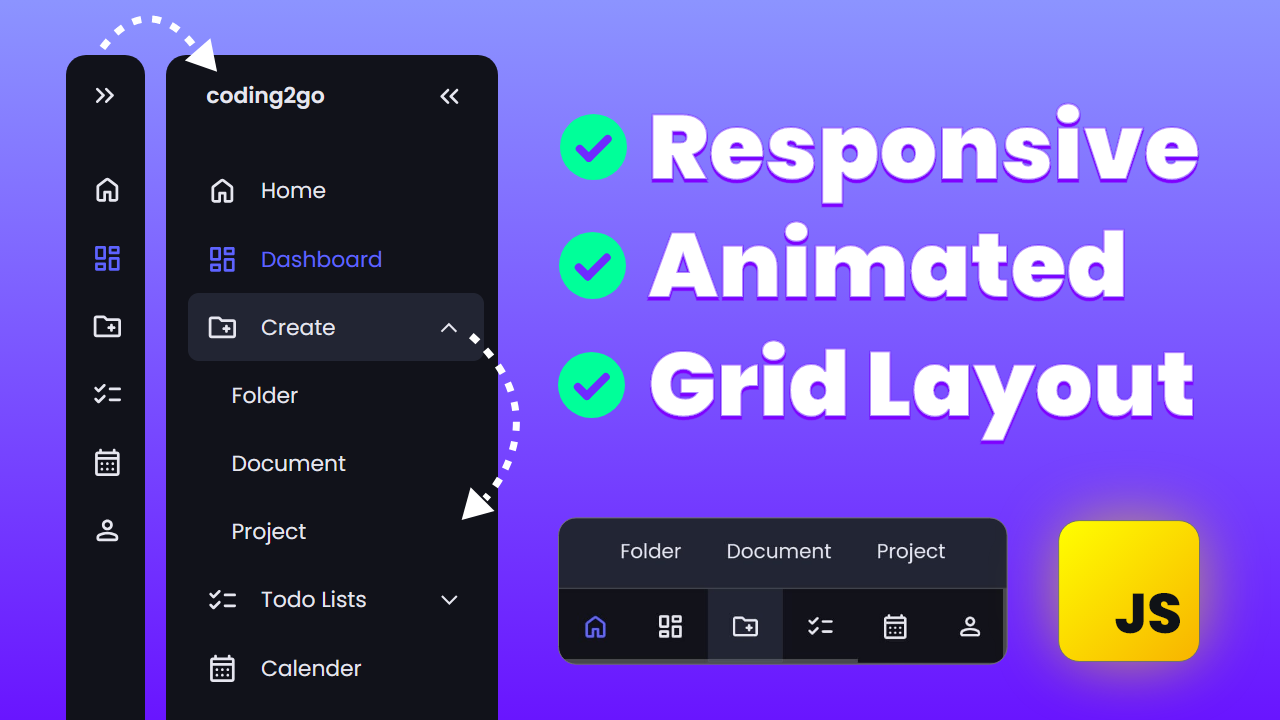 coding2go
Home
Dashboard
Create
Folder
Document
Project
Todo Lists
Calender
Responsive
Animated
Grid Layout
Folder Document Project
JS